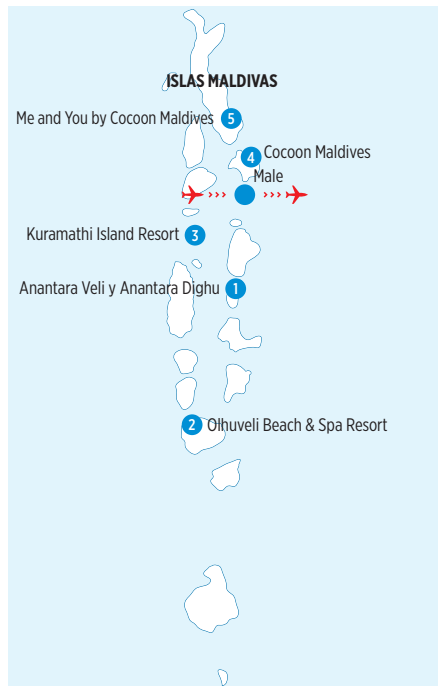 ISLAS MALDIVAS
Me and You by Cocoon Maldives 5
4 Cocoon Maldives
Male
Kuramathi Island Resort 3
Anantara Veli y Anantara Dighu 1
2 Olhuveli Beach & Spa Resort